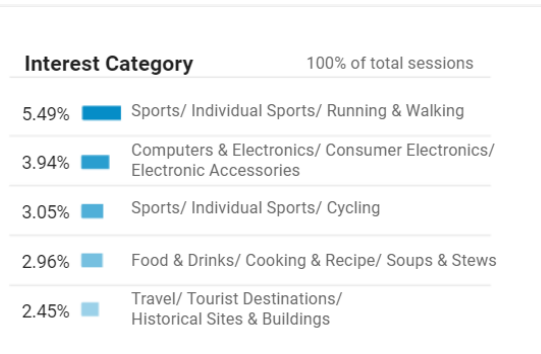 Interest Category 100% of total sessions
5.49% Sports/ Individual Sports/ Running & Walking
3.94% Computers & Electronics/ Consumer Electronics/
Electronic Accessories
3.05% Sports/ Individual Sports/ Cycling
2.96% Food & Drinks/ Cooking & Recipe/ Soups & Stews
2.45% Travel/ Tourist Destinations/
Historical Sites & Buildings